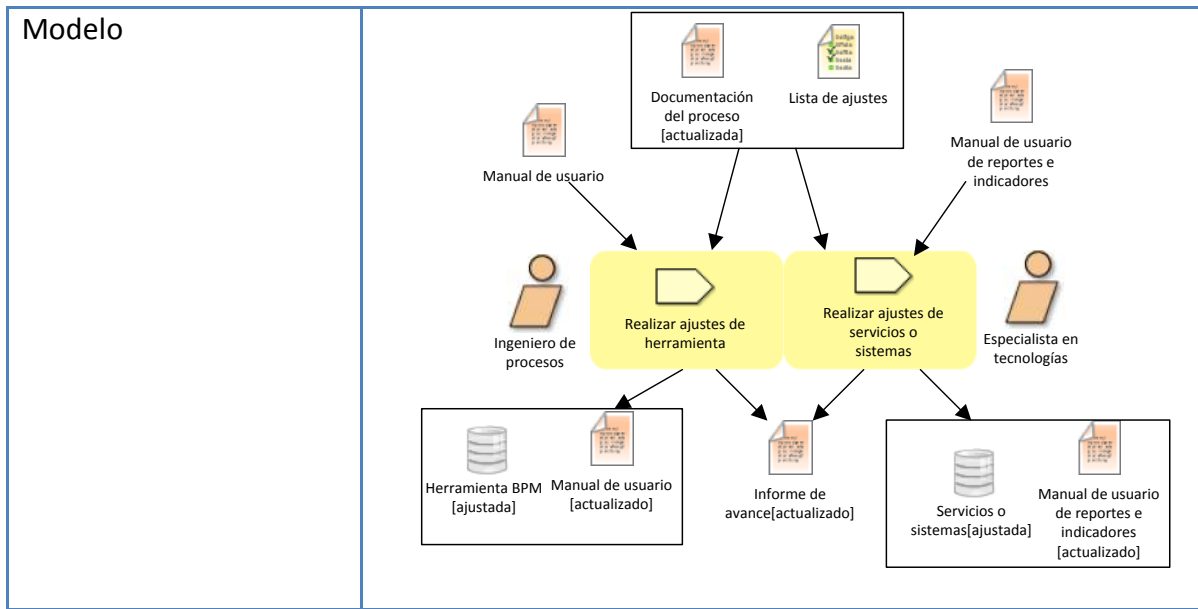 Modelo
Documentación
del proceso
[actualizada]
Lista de ajustes
Manual de usuario
Manual de usuario
de reportes e
indicadores
Ingeniero de
procesos
Realizar ajustes de
herramienta
Realizar ajustes de
servicios o
sistemas
Especialista en
tecnologías
Herramienta BPM
[ajustada]
Manual de usuario
[actualizado]
Informe de
avance[actualizado]
Servicios o
sistemas[ajustada]
Manual de usuario
de reportes e
indicadores
[actualizado]